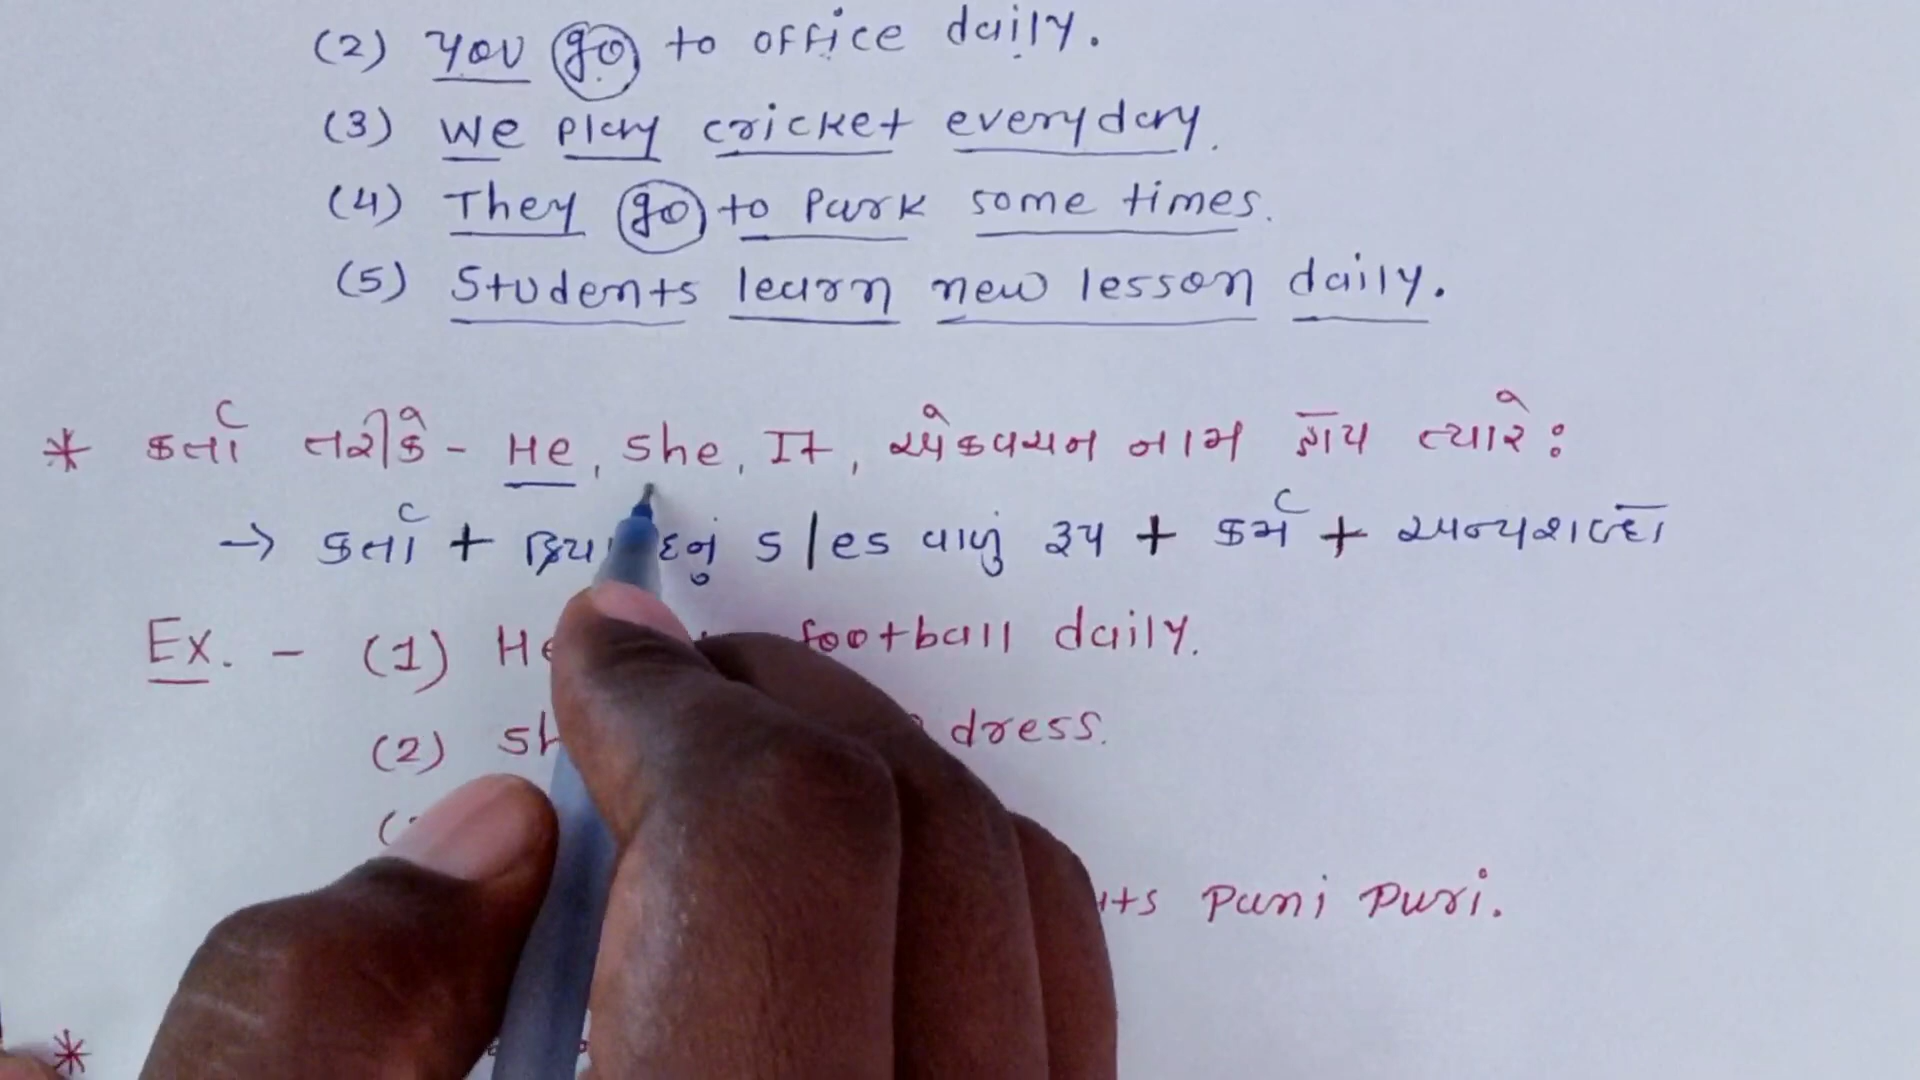 (2) You go to office daily.
(3) We play cricket everyday.
(4) They go to Park some times.
(5) Students learn new lesson daily.
* કર્તા તરીકે - He, She, It, એકવચન નામ હોય ત્યારે :
→ કર્તા + s/es વાળું રૂપ + કર્મ + અન્યશબ્દો
Ex. - (1) He football daily.
(2) dress.
Pani Puri.
*